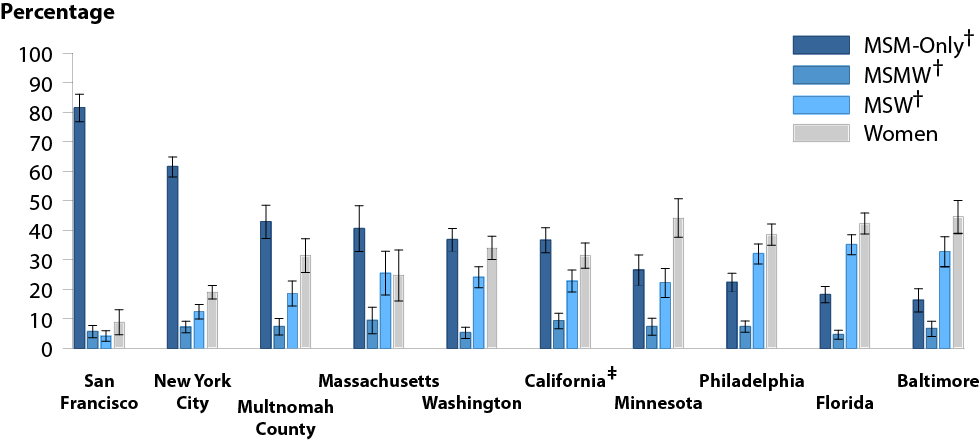 Percentage
MSM-Only†
MSMW†
MSW†
Women
100
90
80
70
60
50
40
30
20
10
0
San
Francisco
New York
City
Multnomah
County
Massachusetts
Washington
California‡
Minnesota
Philadelphia
Florida
Baltimore